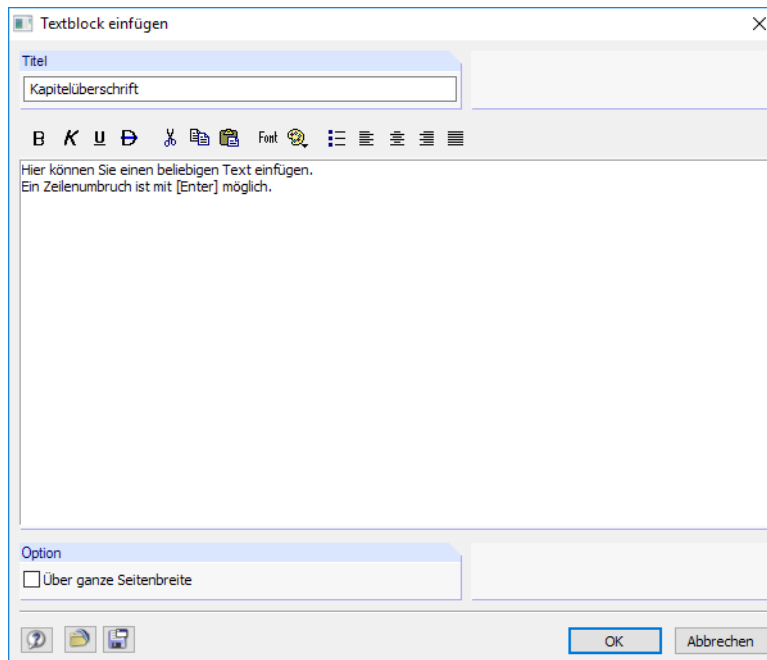 Textblock einfügen
Titel
Kapitelüberschrift
B K U D Font
Hier können Sie einen beliebigen Text einfügen.
Ein Zeilenumbruch ist mit [Enter] möglich.
Option
Über ganze Seitenbreite
OK Abbrechen